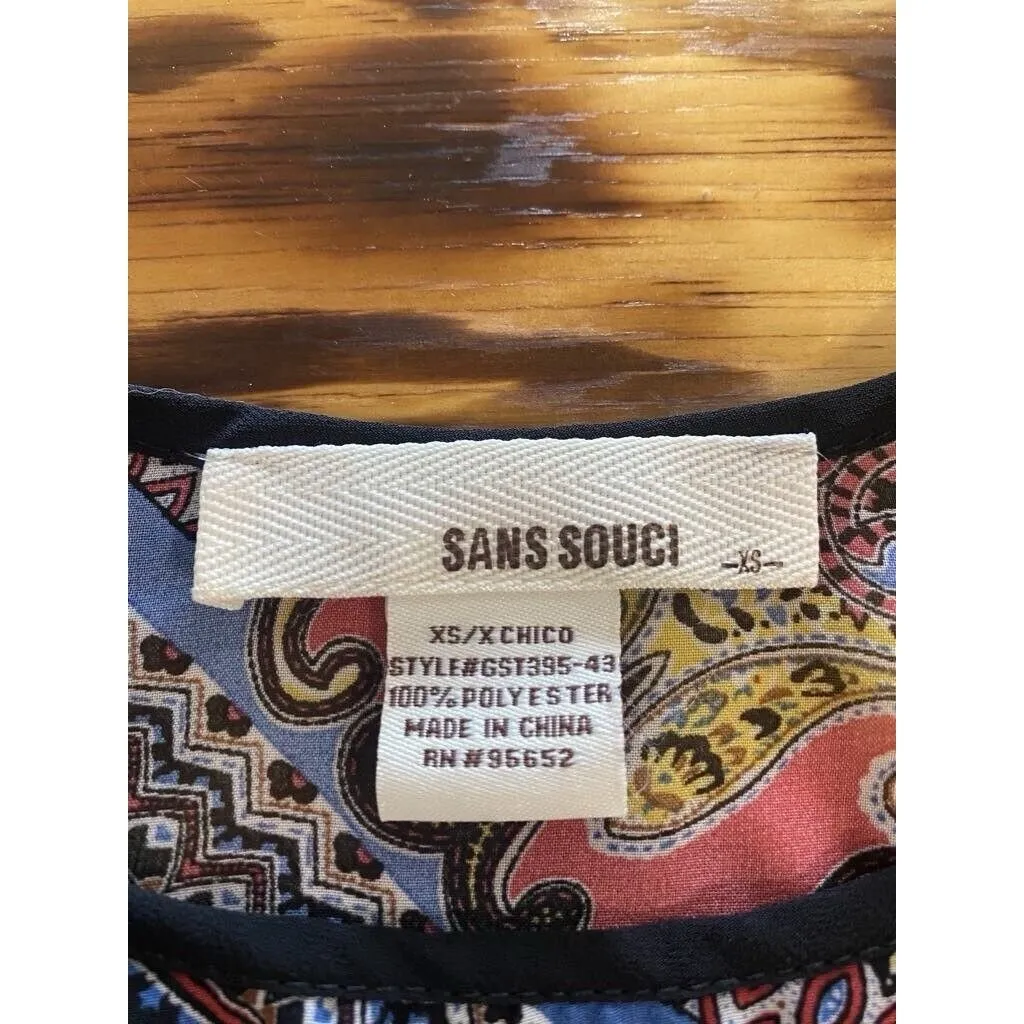 SANS SOUCI -XS-
XS/X CHICO
STYLE#GST395-43
100% POLYESTER
MADE IN CHINA
RN#95652